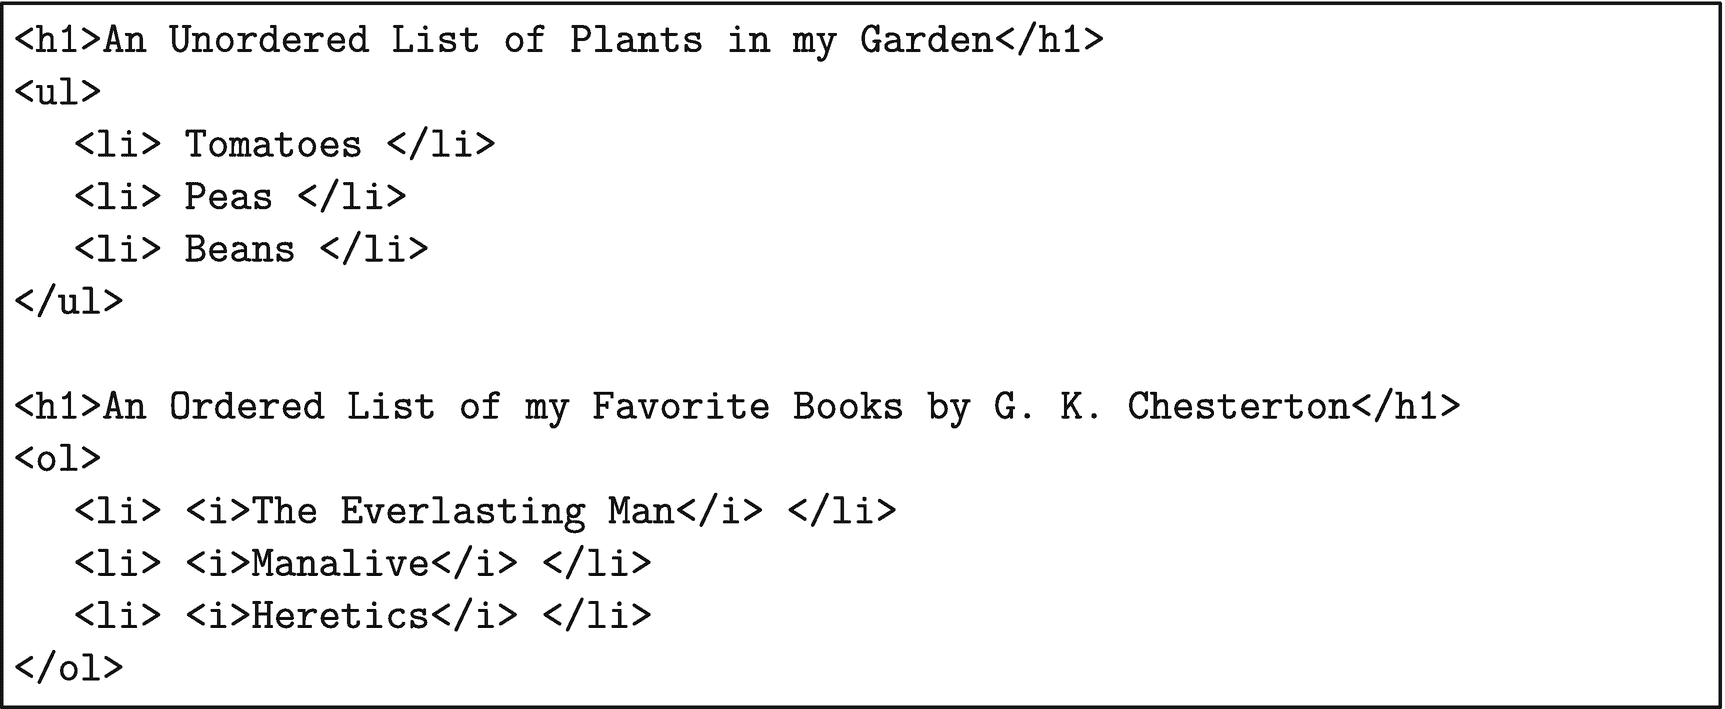 <h1>An Unordered List of Plants in my Garden</h1>
<ul>
<li> Tomatoes </li>
<li> Peas </li>
<li> Beans </li>
</ul>
<h1>An Ordered List of my Favorite Books by G. K. Chesterton</h1>
<ol>
<li> <i>The Everlasting Man</i> </li>
<li> <i>Manalive</i> </li>
<li> <i>Heretics</i> </li>
</ol>